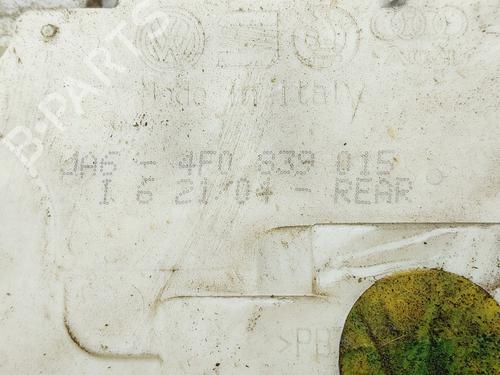 B-PARTS
Made in Italy
4A6 - 4F0 839 015
I 6 21/04 - REAR
>PB